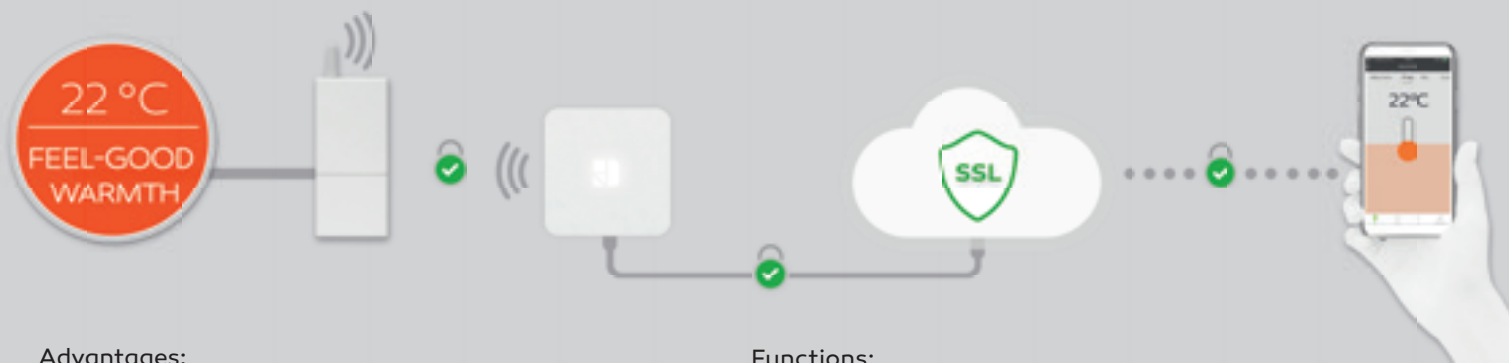 22 °C
FEEL-GOOD
WARMTH
SSL
22°C
Advantages:
Functions: